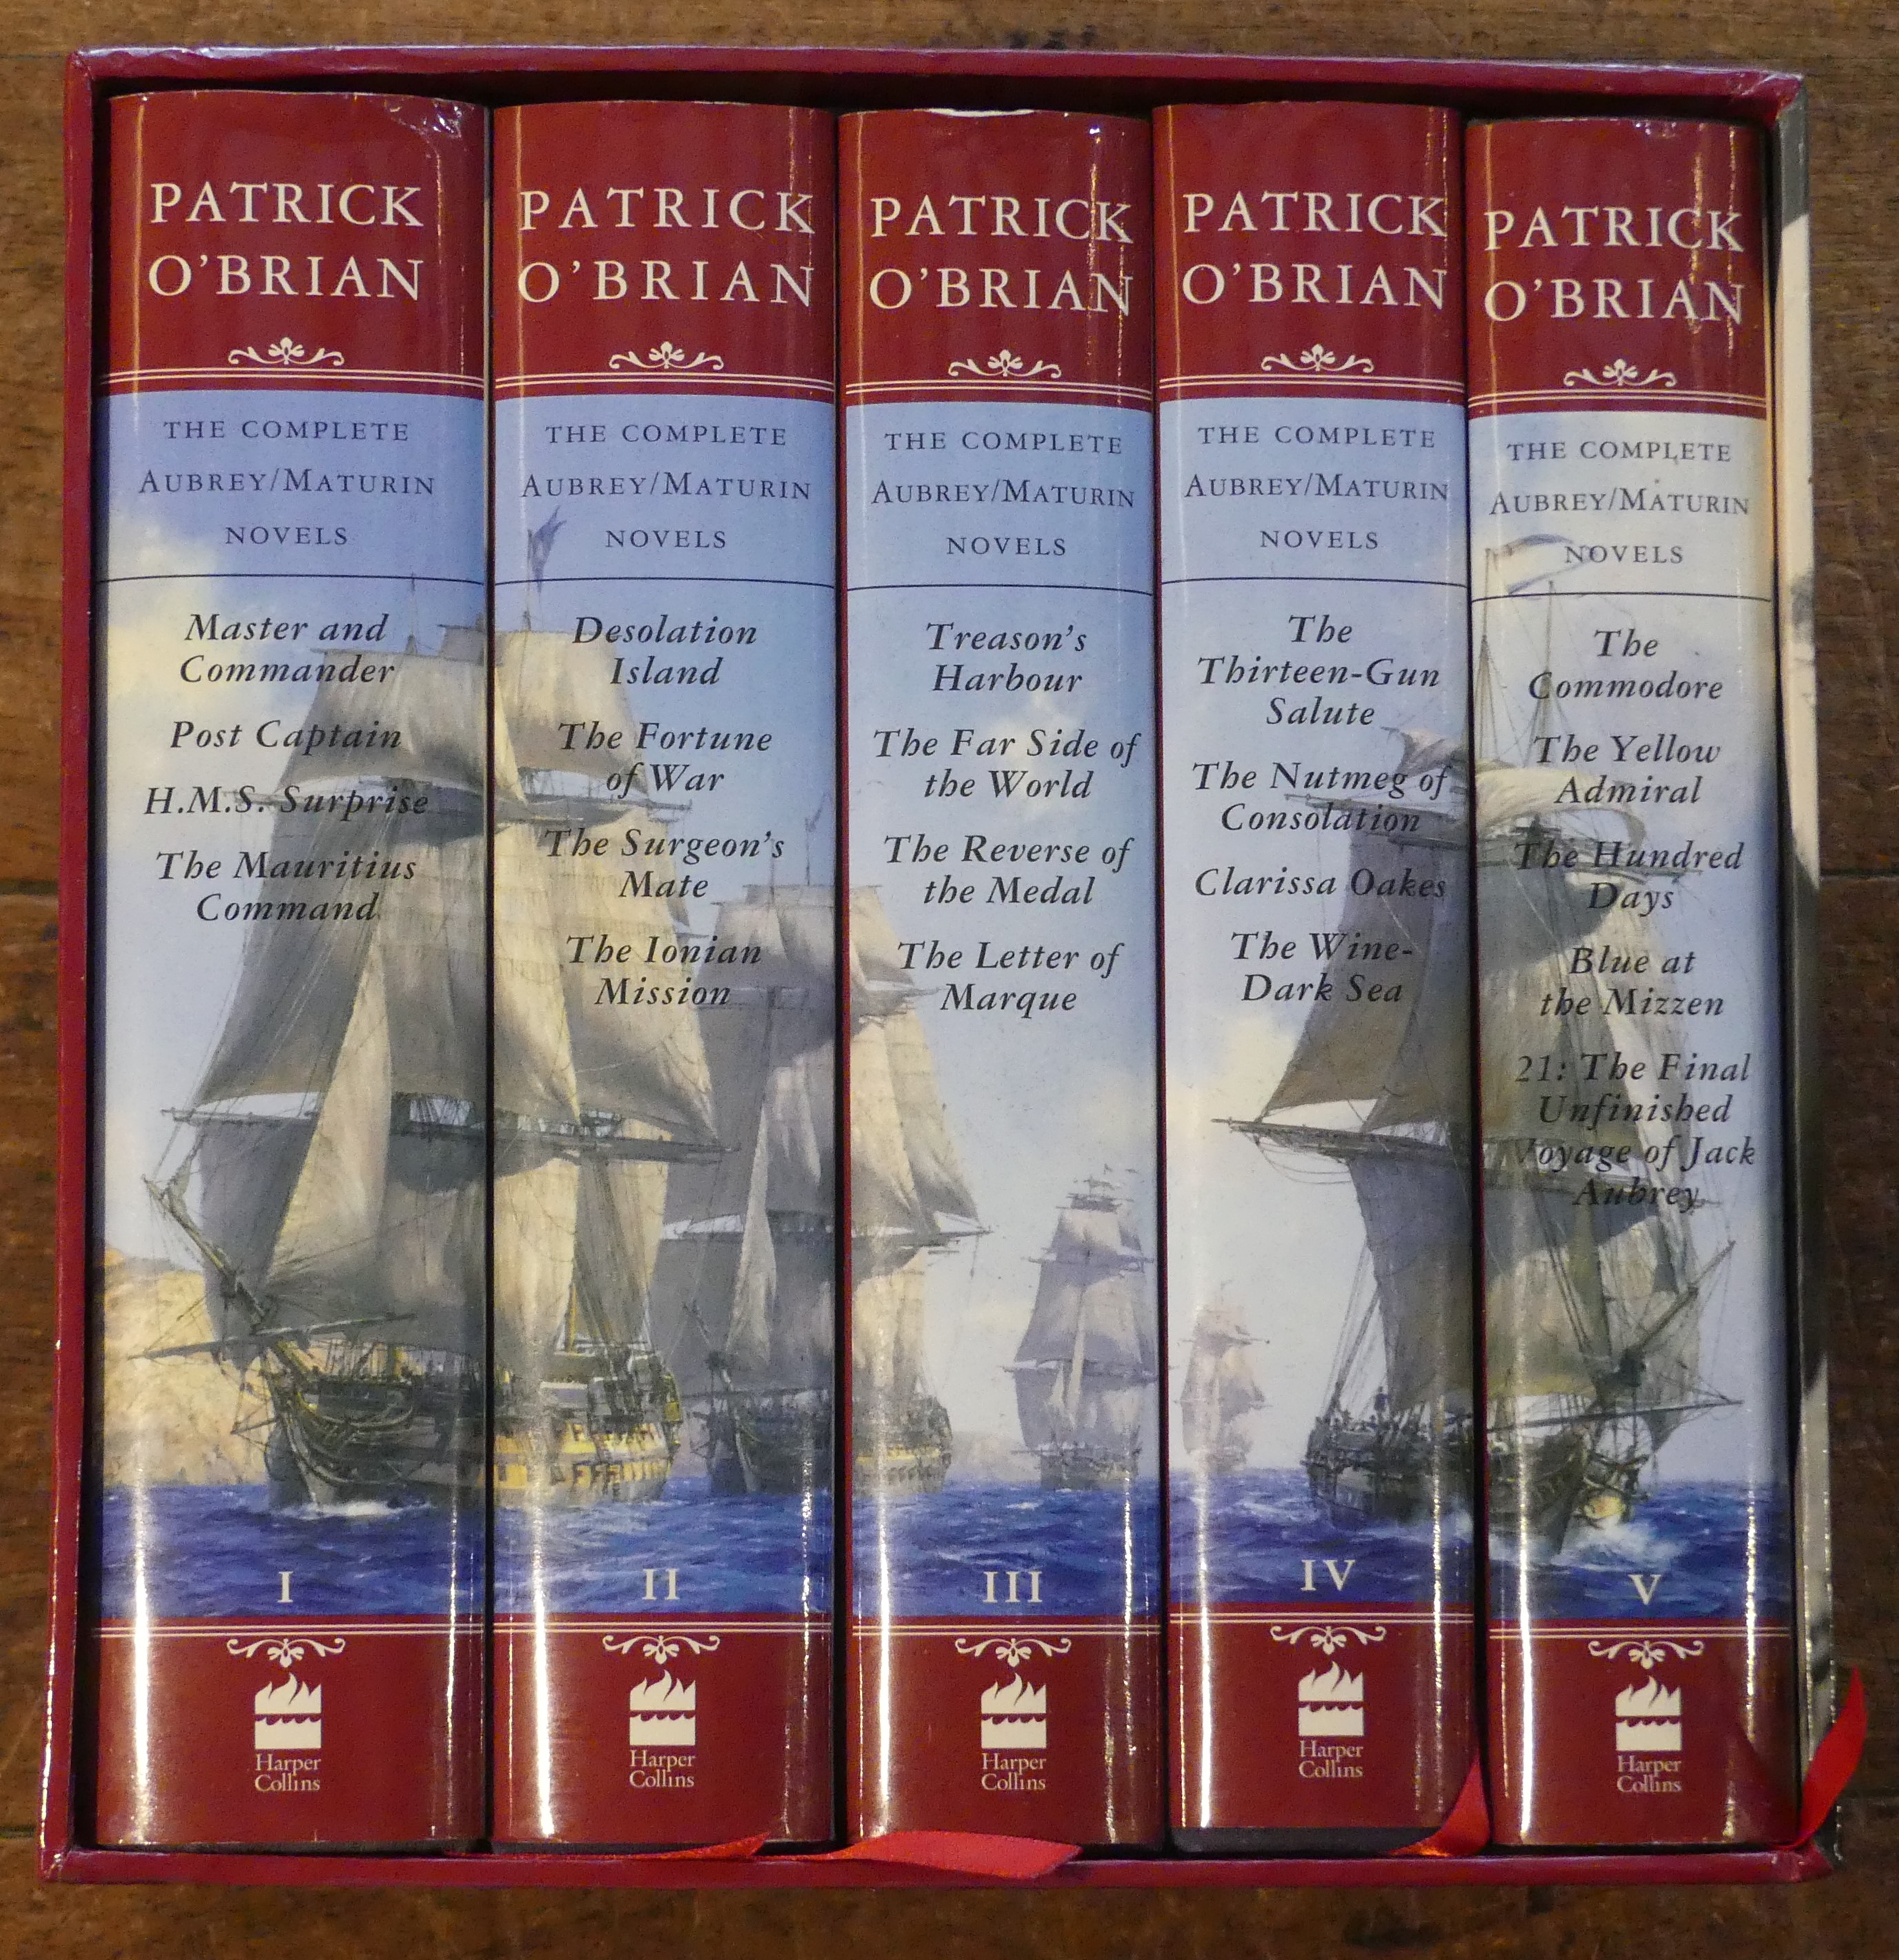 PATRICK
O'BRIAN
THE COMPLETE
AUBREY/MATURIN
NOVELS
Master and
Commander
Post Captain
H.M.S. Surprise
The Mauritius
Command
I
Harper
Collins
PATRICK
O'BRIAN
THE COMPLETE
AUBREY/MATURIN
NOVELS
Desolation
Island
The Fortune
of War
The Surgeon's
Mate
The Ionian
Mission
II
Harper
Collins
PATRICK
O'BRIAN
THE COMPLETE
AUBREY/MATURIN
NOVELS
Treason's
Harbour
The Far Side of
the World
The Reverse of
the Medal
The Letter of
Marque
III
Harper
Collins
PATRICK
O'BRIAN
THE COMPLETE
AUBREY/MATURIN
NOVELS
The
Thirteen-Gun
Salute
The Nutmeg of
Consolation
Clarissa Oakes
The Wine-
Dark Sea
IV
Harper
Collins
PATRICK
O'BRIAN
THE COMPLETE
AUBREY/MATURIN
NOVELS
The
Commodore
The Yellow
Admiral
The Hundred
Days
Blue at
the Mizzen
21: The Final
Unfinished
Voyage of Jack
Aubrey
V
Harper
Collins